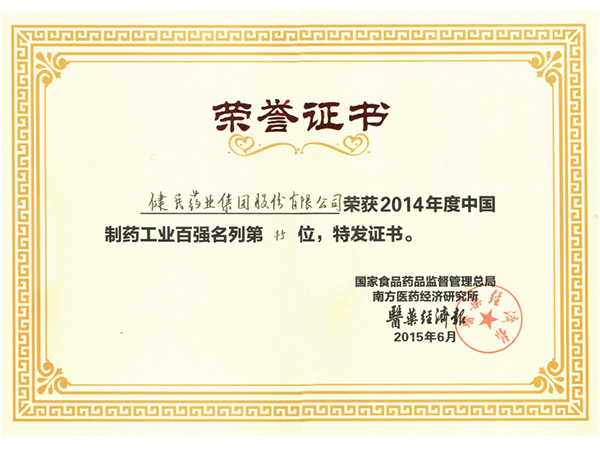 荣誉证书
健民药业集团股份有限公司荣获2014年度中国
制药工业百强名列第 位，特发证书。
国家食品药品监督管理总局
南方医药经济研究所
醫藥经济報
2015年6月